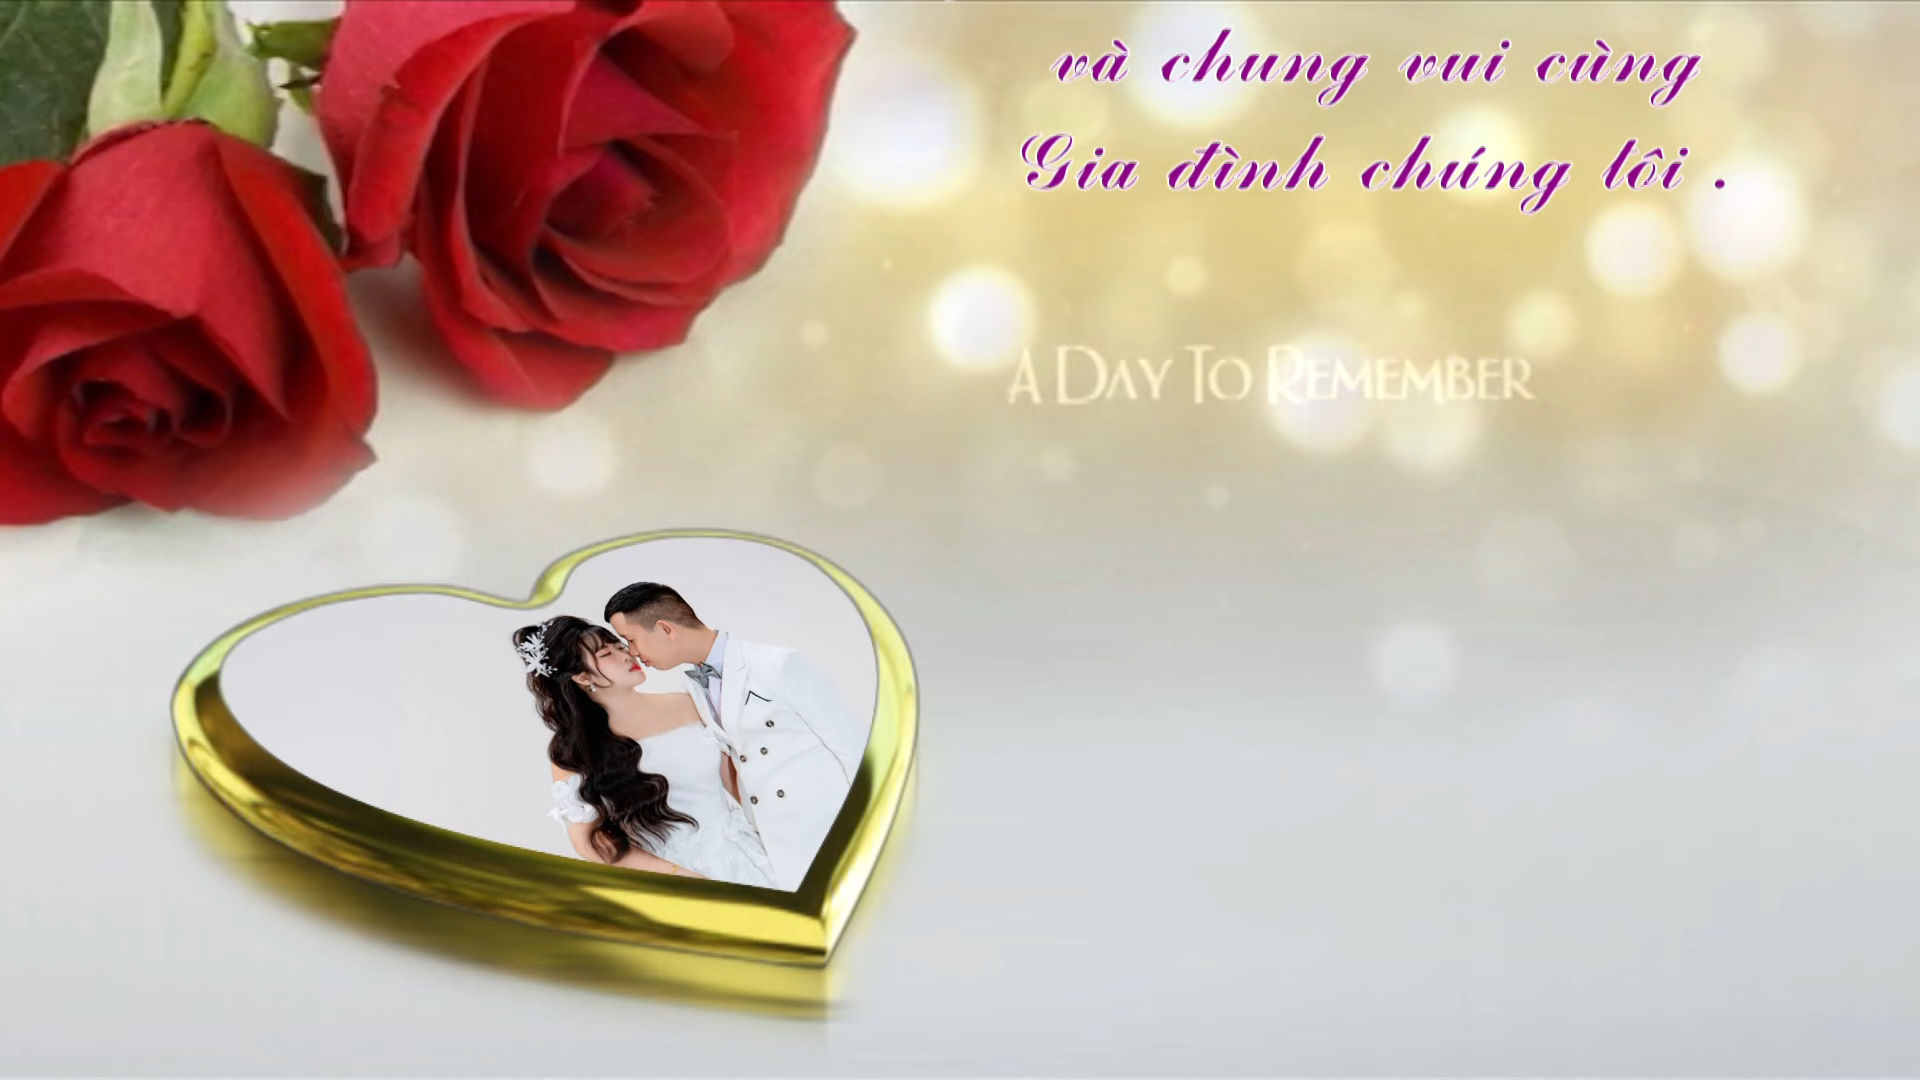 và chung vui cùng
Gia đình chúng tôi .
A Day To Remember